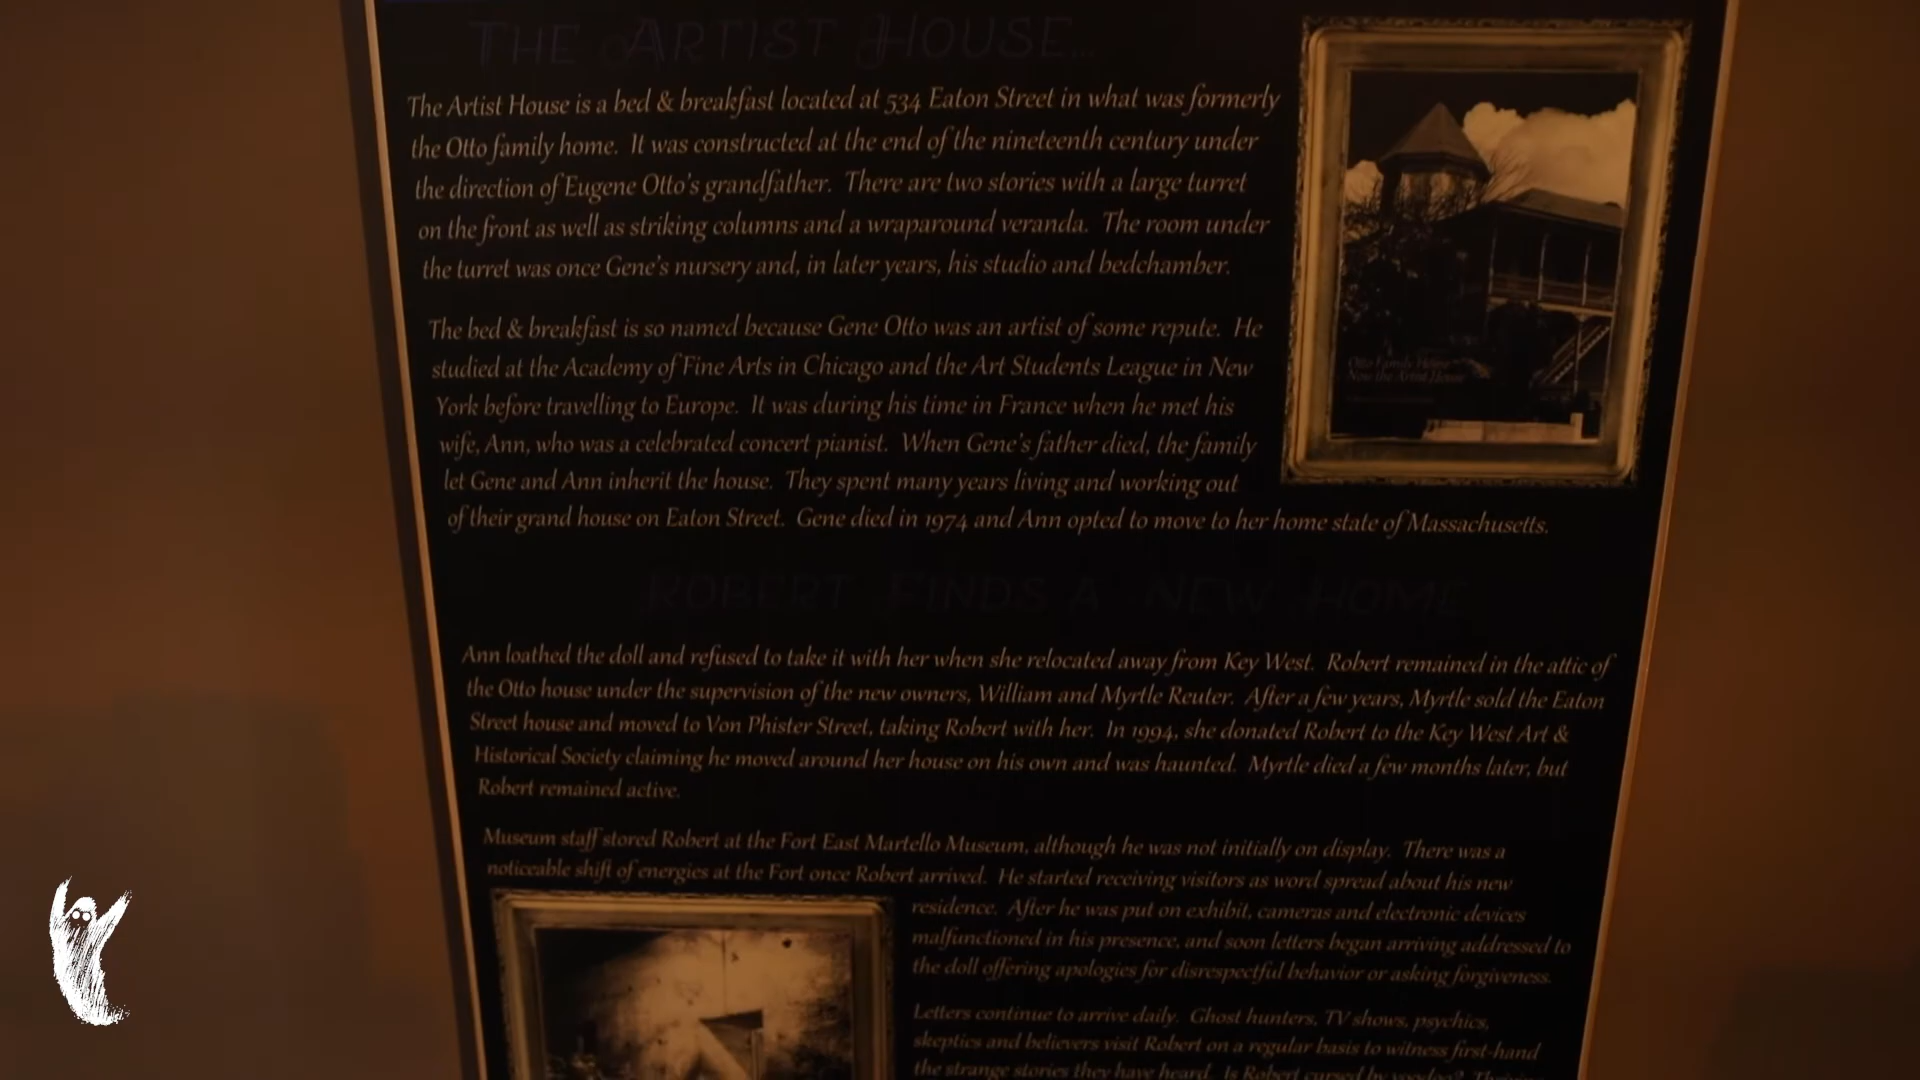 THE ARTIST HOUSE...
The Artist House is a bed & breakfast located at 534 Eaton Street in what was formerly
the Otto family home. It was constructed at the end of the nineteenth century under
the direction of Eugene Otto's grandfather. There are two stories with a large turret
on the front as well as striking columns and a wraparound veranda. The room under
the turret was once Gene's nursery and, in later years, his studio and bedchamber.
The bed & breakfast is so named because Gene Otto was an artist of some repute. He
studied at the Academy of Fine Arts in Chicago and the Art Students League in New
York before travelling to Europe. It was during his time in France when he met his
wife, Ann, who was a celebrated concert pianist. When Gene's father died, the family
let Gene and Ann inherit the house. They spent many years living and working out
of their grand house on Eaton Street. Gene died in 1974 and Ann opted to move to her home state of Massachusetts.
Otto Family Home
Now the Artist House
ROBERT FINDS A NEW HOME
Ann loathed the doll and refused to take it with her when she relocated away from Key West. Robert remained in the attic of
the Otto house under the supervision of the new owners, William and Myrtle Reuter. After a few years, Myrtle sold the Eaton
Street house and moved to Von Phister Street, taking Robert with her. In 1994, she donated Robert to the Key West Art &
Historical Society claiming he moved around her house on his own and was haunted. Myrtle died a few months later, but
Robert remained active.
Museum staff stored Robert at the Fort East Martello Museum, although he was not initially on display. There was a
noticeable shift of energies at the Fort once Robert arrived. He started receiving visitors as word spread about his new
residence. After he was put on exhibit, cameras and electronic devices
malfunctioned in his presence, and soon letters began arriving addressed to
the doll offering apologies for disrespectful behavior or asking forgiveness.
Letters continue to arrive daily. Ghost hunters, TV shows, psychics,
skeptics and believers visit Robert on a regular basis to witness first-hand
the strange stories they have heard. Is Robert cursed by voodoo?